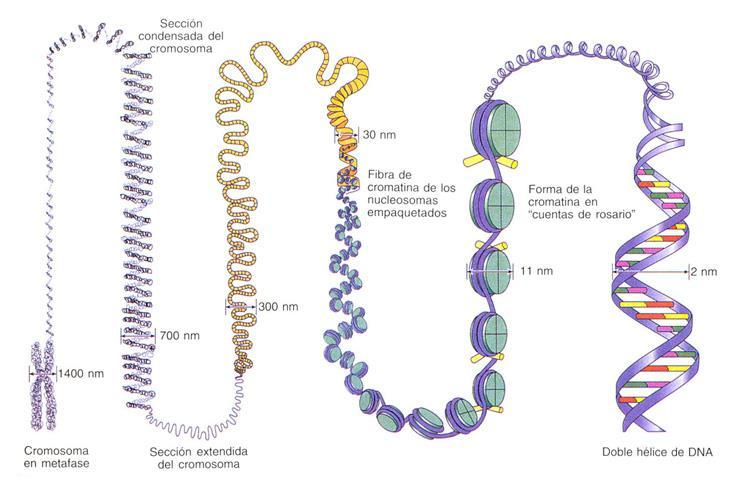 Sección
condensada del
cromosoma
30 nm
Fibra de
cromatina de los
nucleosomas
empaquetados
Forma de la
cromatina en
"cuentas de rosario"
11 nm
2 nm
300 nm
700 nm
1400 nm
Cromosoma
en metafase
Sección extendida
del cromosoma
Doble hélice de DNA